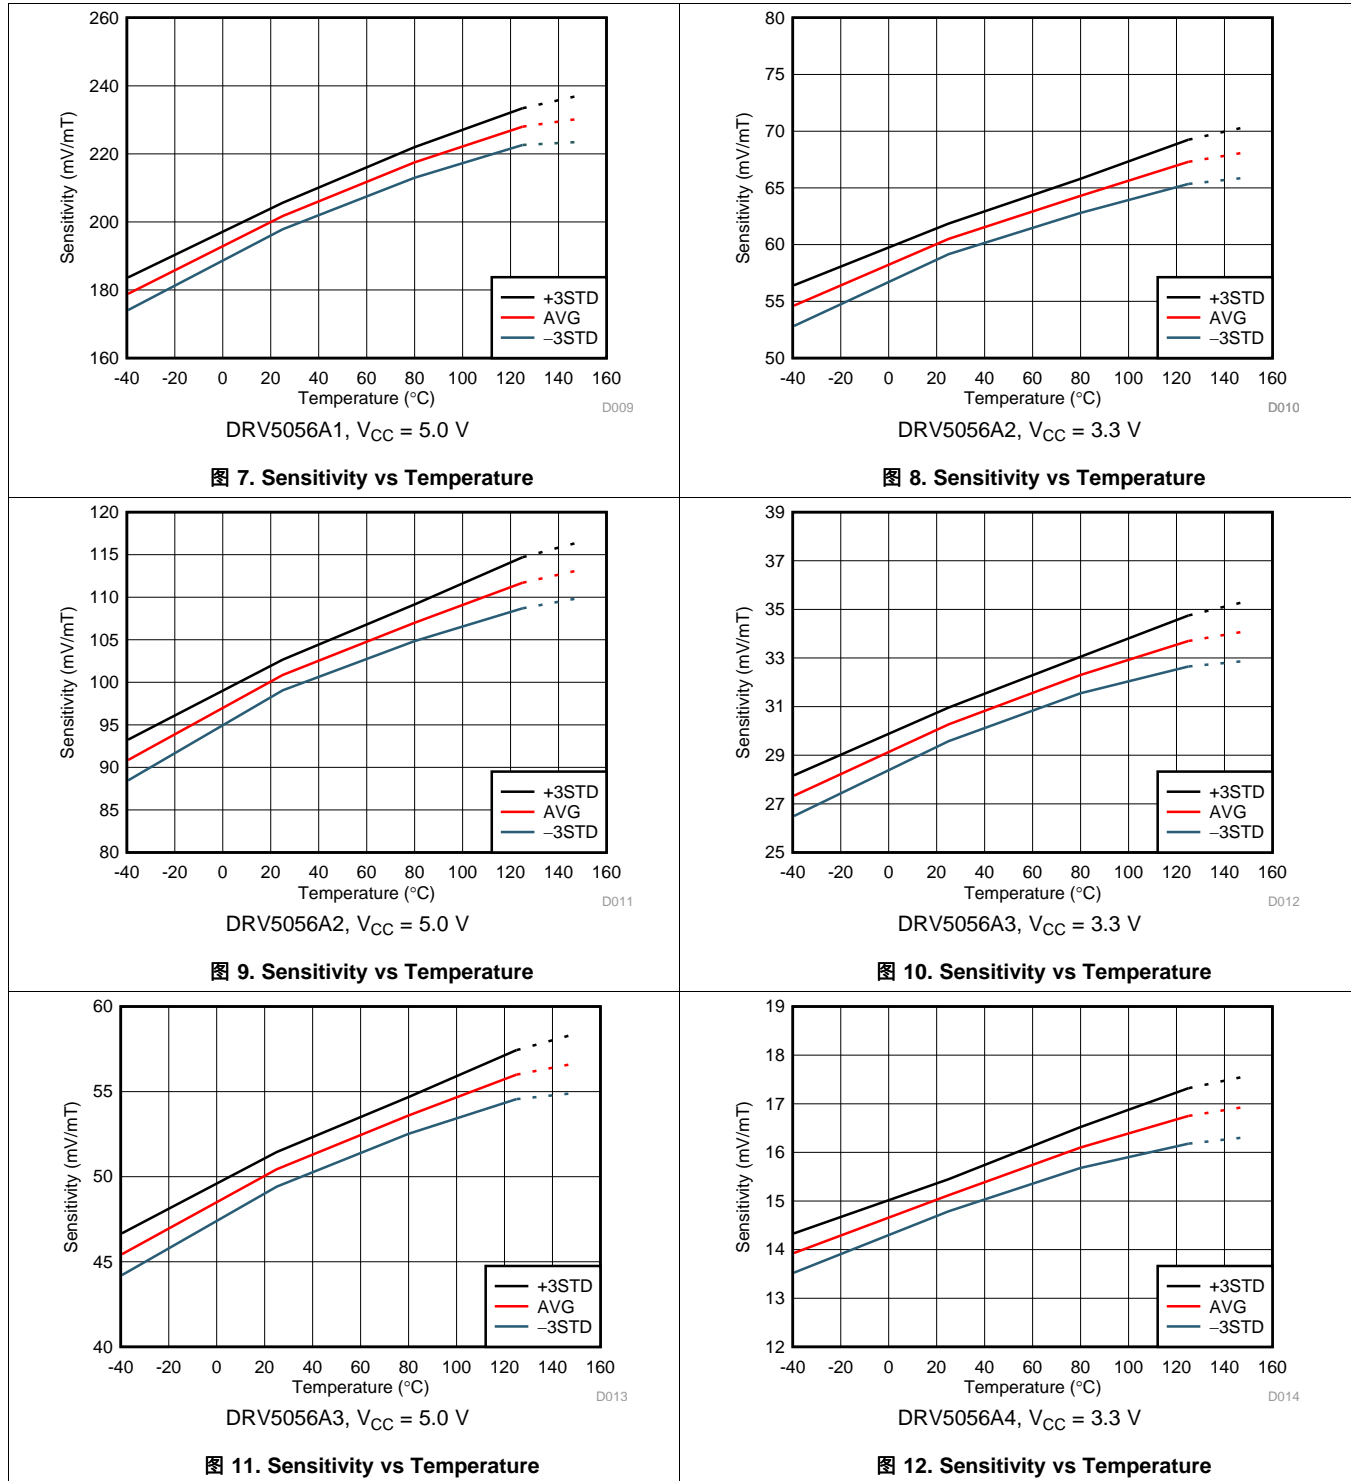 260
240
220
200
180
160
Sensitivity (mV/mT)
+3STD
AVG
–3STD
-40 -20 0 20 40 60 80 100 120 140 160
Temperature (°C)
D009
DRV5056A1, VCC = 5.0 V
图 7. Sensitivity vs Temperature
80
75
70
65
60
55
50
Sensitivity (mV/mT)
+3STD
AVG
–3STD
-40 -20 0 20 40 60 80 100 120 140 160
Temperature (°C)
D010
DRV5056A2, VCC = 3.3 V
图 8. Sensitivity vs Temperature
120
115
110
105
100
95
90
85
80
Sensitivity (mV/mT)
+3STD
AVG
–3STD
-40 -20 0 20 40 60 80 100 120 140 160
Temperature (°C)
D011
DRV5056A2, VCC = 5.0 V
图 9. Sensitivity vs Temperature
39
37
35
33
31
29
27
25
Sensitivity (mV/mT)
+3STD
AVG
–3STD
-40 -20 0 20 40 60 80 100 120 140 160
Temperature (°C)
D012
DRV5056A3, VCC = 3.3 V
图 10. Sensitivity vs Temperature
60
55
50
45
40
Sensitivity (mV/mT)
+3STD
AVG
–3STD
-40 -20 0 20 40 60 80 100 120 140 160
Temperature (°C)
D013
DRV5056A3, VCC = 5.0 V
图 11. Sensitivity vs Temperature
19
18
17
16
15
14
13
12
Sensitivity (mV/mT)
+3STD
AVG
–3STD
-40 -20 0 20 40 60 80 100 120 140 160
Temperature (°C)
D014
DRV5056A4, VCC = 3.3 V
图 12. Sensitivity vs Temperature